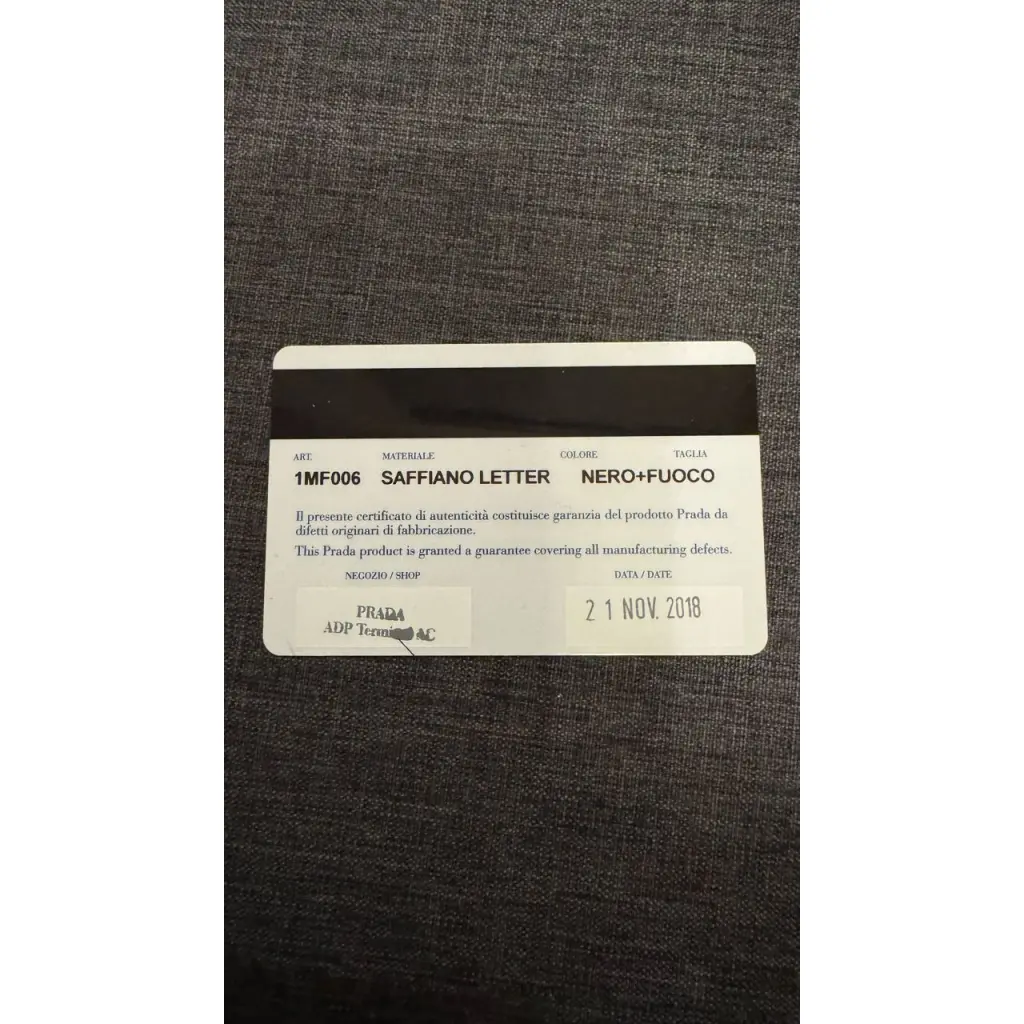 ART. MATERIALE COLORE TAGLIA
1MF006 SAFFIANO LETTER NERO+FUOCO
Il presente certificato di autenticità costituisce garanzia del prodotto Prada da
difetti originari di fabbricazione.
This Prada product is granted a guarantee covering all manufacturing defects.
NEGOZIO / SHOP DATA / DATE
PRADA 21 NOV. 2018
ADP AC